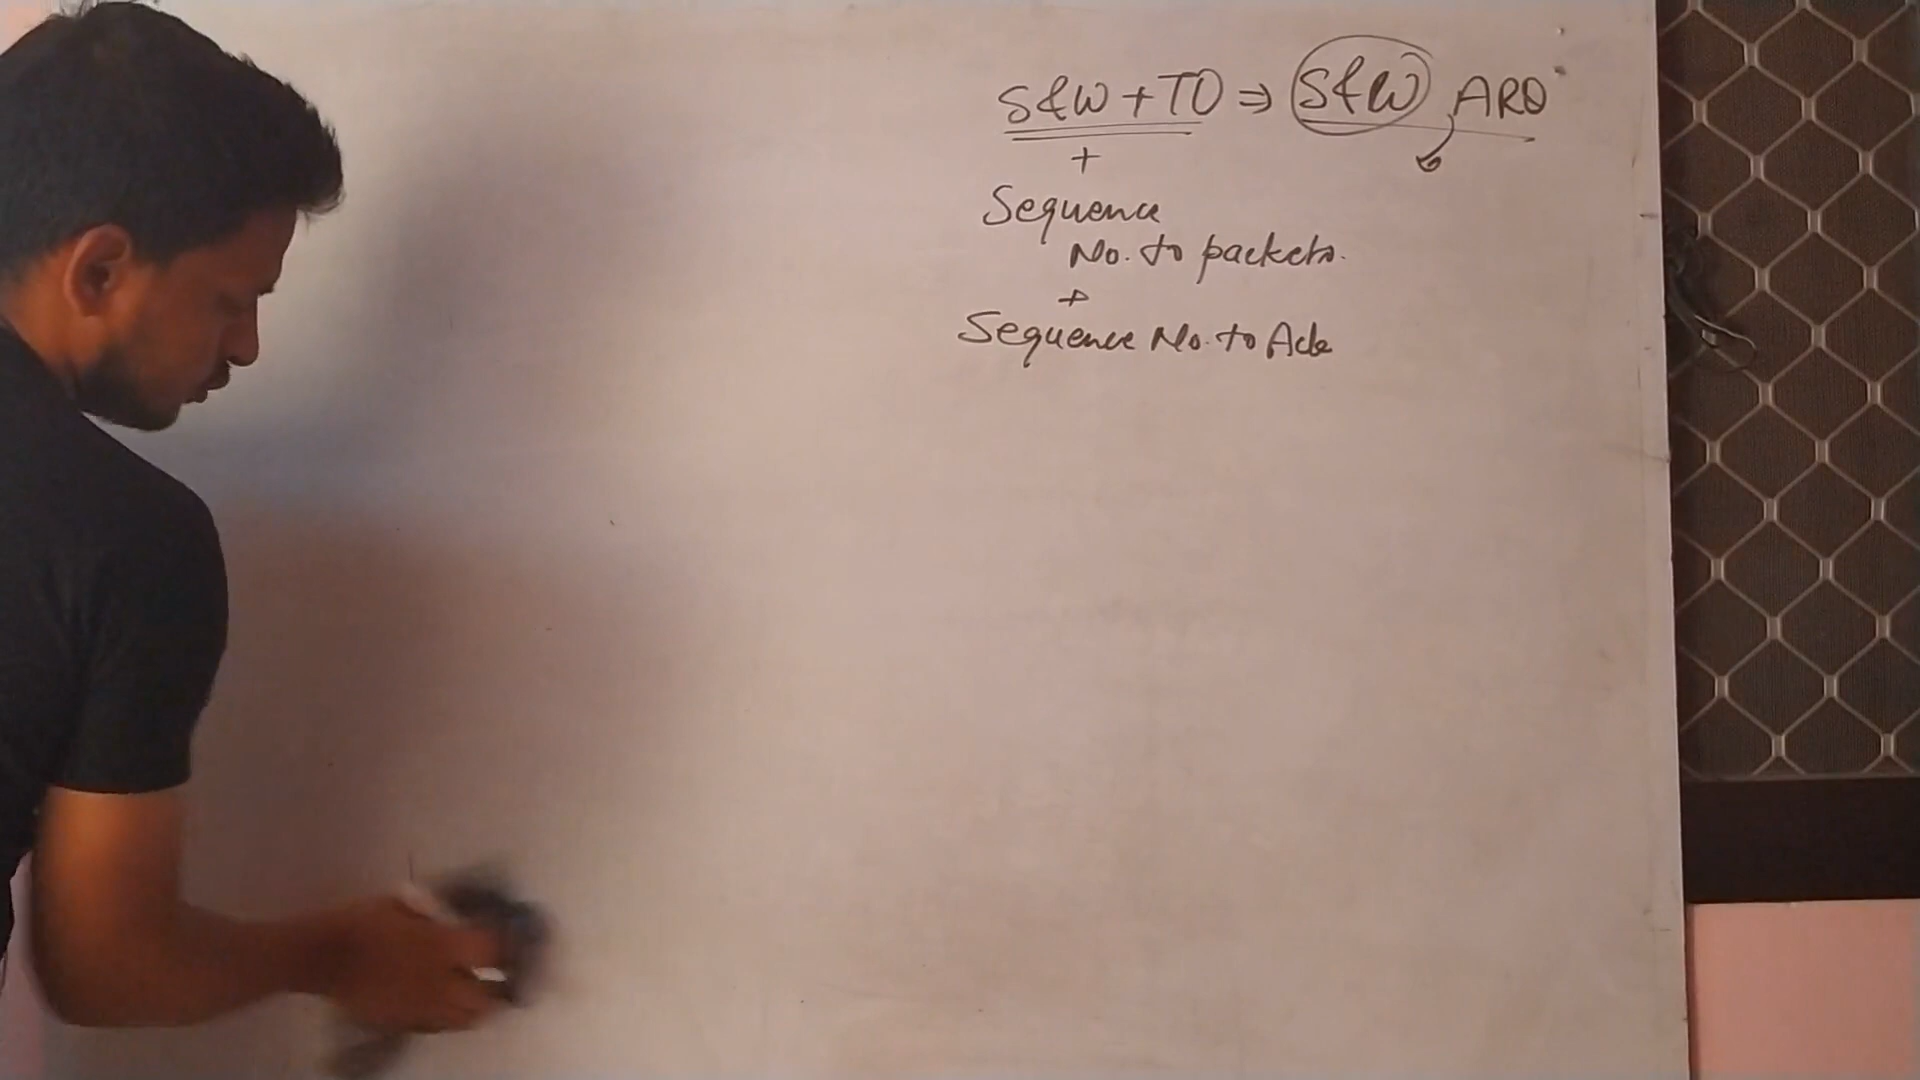 S&W + TO ⇒ S&W ARQ
+
Sequence
No. to packets.
+
Sequence No. to Ack